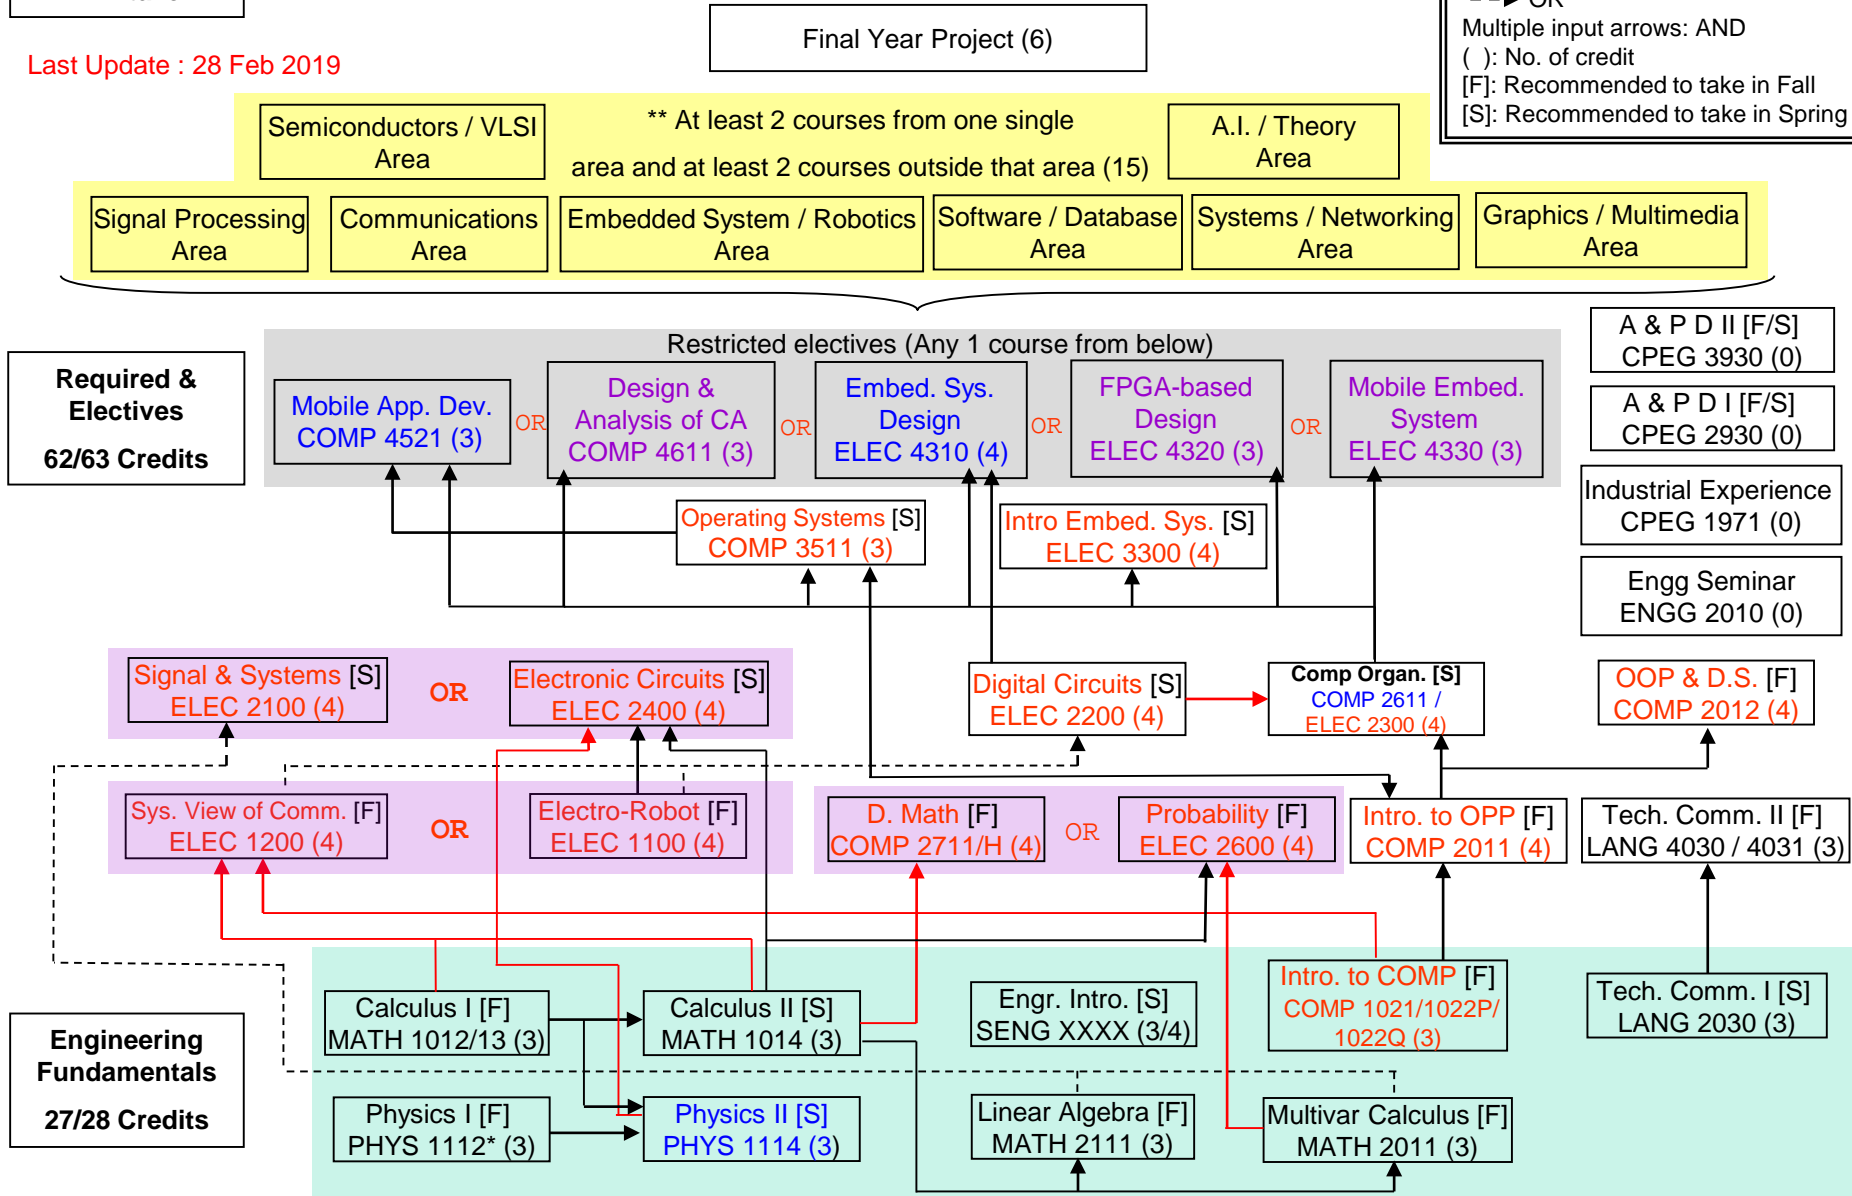 OR
Multiple input arrows: AND
( ): No. of credit
[F]: Recommended to take in Fall
[S]: Recommended to take in Spring
Final Year Project (6)
Last Update : 28 Feb 2019
Semiconductors / VLSI
Area
** At least 2 courses from one single
area and at least 2 courses outside that area (15)
A.I. / Theory
Area
Signal Processing
Area
Communications
Area
Embedded System / Robotics
Area
Software / Database
Area
Systems / Networking
Area
Graphics / Multimedia
Area
Required &
Electives
62/63 Credits
Restricted electives (Any 1 course from below)
Mobile App. Dev.
COMP 4521 (3)
OR
Design &
Analysis of CA
COMP 4611 (3)
OR
Embed. Sys.
Design
ELEC 4310 (4)
OR
FPGA-based
Design
ELEC 4320 (3)
OR
Mobile Embed.
System
ELEC 4330 (3)
A & P D II [F/S]
CPEG 3930 (0)
A & P D I [F/S]
CPEG 2930 (0)
Industrial Experience
CPEG 1971 (0)
Engg Seminar
ENGG 2010 (0)
Operating Systems [S]
COMP 3511 (3)
Intro Embed. Sys. [S]
ELEC 3300 (4)
Signal & Systems [S]
ELEC 2100 (4)
OR
Electronic Circuits [S]
ELEC 2400 (4)
Digital Circuits [S]
ELEC 2200 (4)
Comp Organ. [S]
COMP 2611 /
ELEC 2300 (4)
OOP & D.S. [F]
COMP 2012 (4)
Sys. View of Comm. [F]
ELEC 1200 (4)
OR
Electro-Robot [F]
ELEC 1100 (4)
D. Math [F]
COMP 2711/H (4)
OR
Probability [F]
ELEC 2600 (4)
Intro. to OPP [F]
COMP 2011 (4)
Tech. Comm. II [F]
LANG 4030 / 4031 (3)
Engineering
Fundamentals
27/28 Credits
Calculus I [F]
MATH 1012/13 (3)
Calculus II [S]
MATH 1014 (3)
Engr. Intro. [S]
SENG XXXX (3/4)
Intro. to COMP [F]
COMP 1021/1022P/
1022Q (3)
Tech. Comm. I [S]
LANG 2030 (3)
Physics I [F]
PHYS 1112* (3)
Physics II [S]
PHYS 1114 (3)
Linear Algebra [F]
MATH 2111 (3)
Multivar Calculus [F]
MATH 2011 (3)